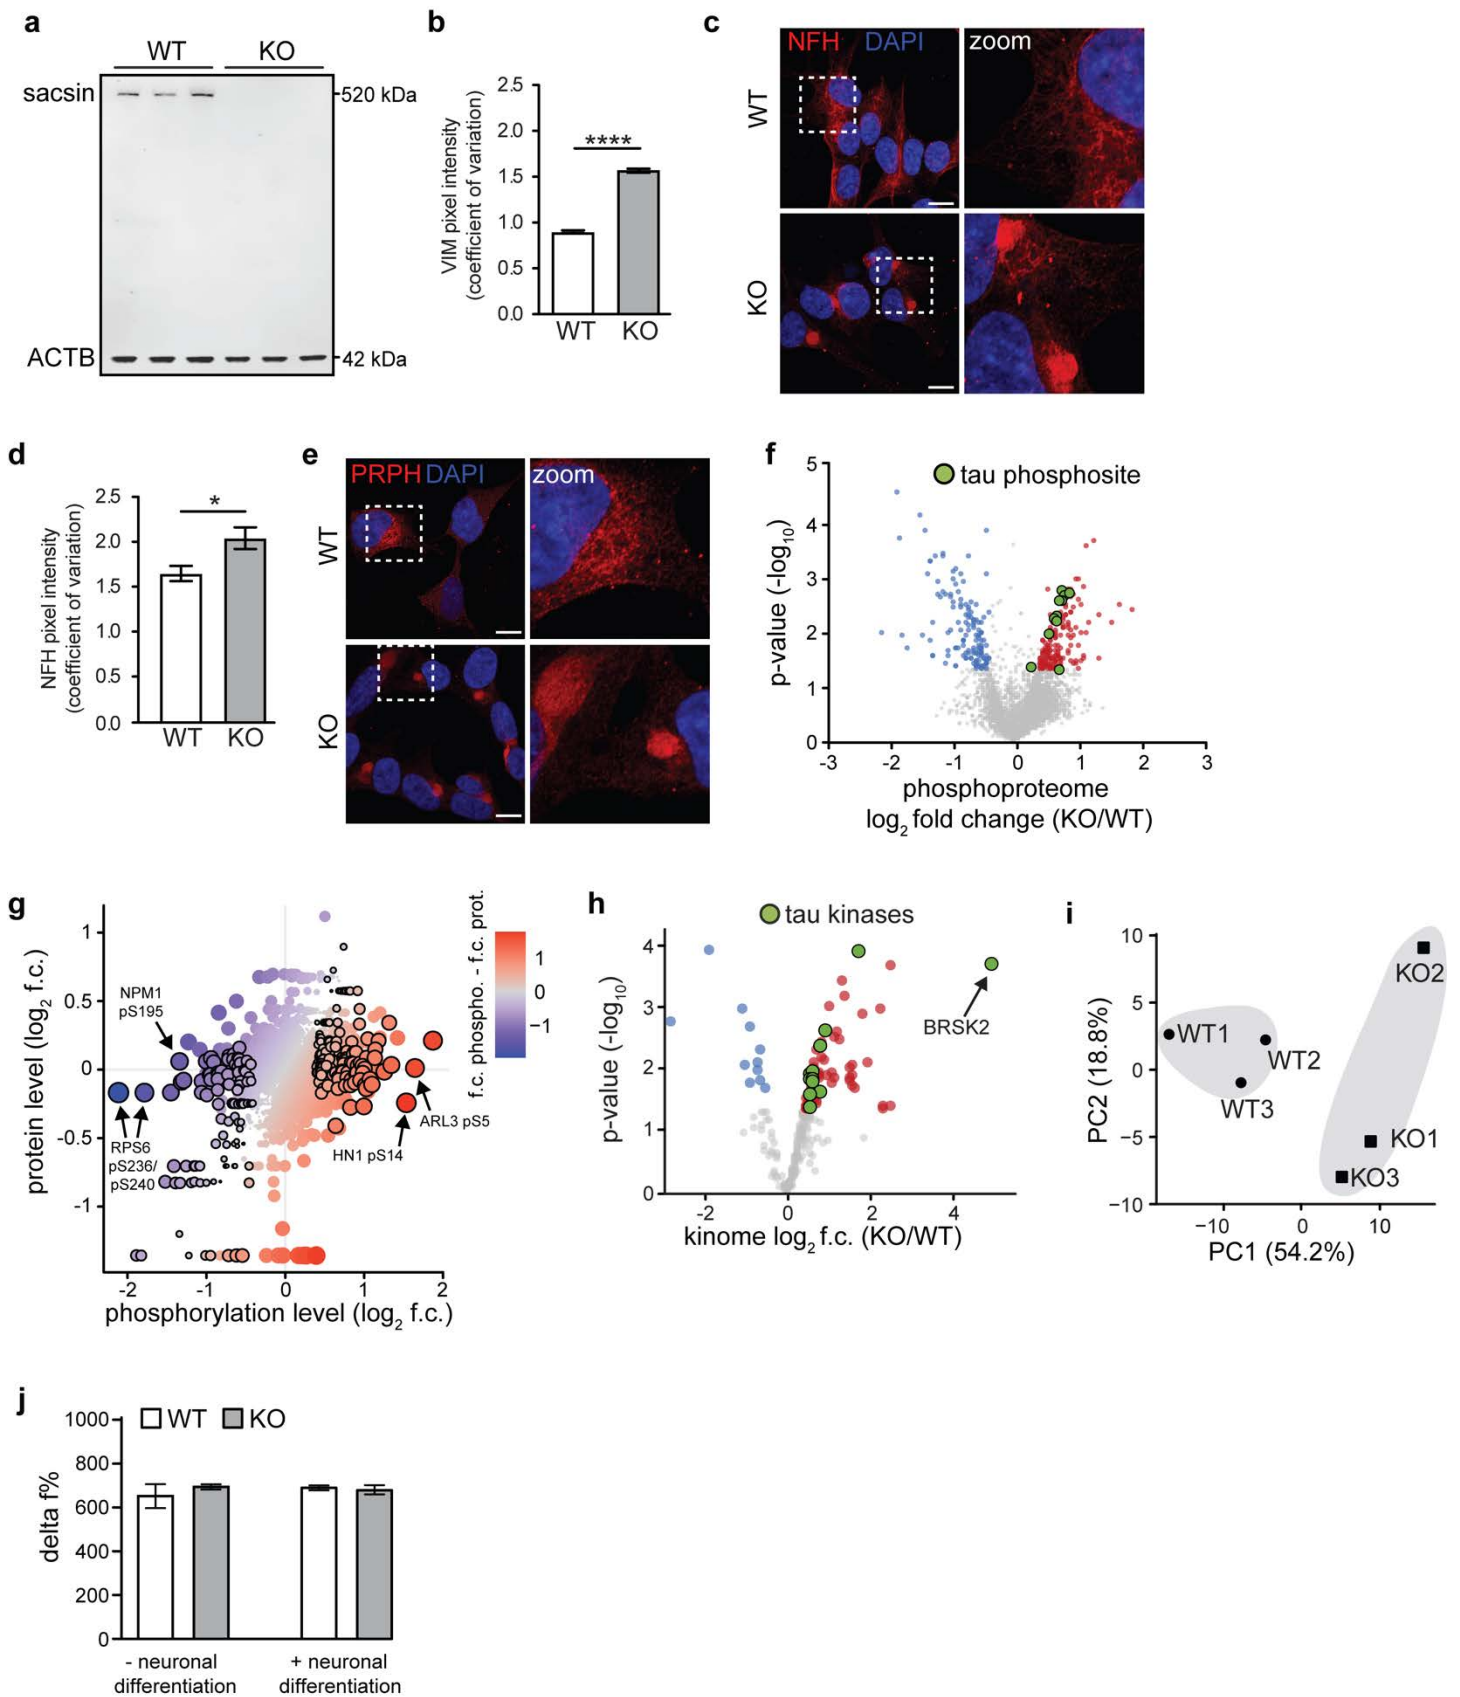 a
WT KO
sacsin
520 kDa
ACTB
42 kDa
b
VIM pixel intensity
(coefficient of variation)
2.5
2.0
1.5
1.0
0.5
0.0
****
WT KO
c
NFH DAPI
zoom
WT
KO
d
NFH pixel intensity
(coefficient of variation)
2.5
2.0
1.5
1.0
0.5
0.0
*
WT KO
e
PRPH DAPI
zoom
WT
KO
f
tau phosphosite
p-value (-log10)
5
4
3
2
1
0
-3 -2 -1 0 1 2 3
phosphoproteome
log2 fold change (KO/WT)
g
protein level (log2 f.c.)
1
0.5
0
-0.5
-1
NPM1
pS195
RPS6
pS236/
pS240
ARL3 pS5
HN1 pS14
f.c. phospho. - f.c. prot.
1
0
−1
-2 -1 0 1 2
phosphorylation level (log2 f.c.)
h
tau kinases
p-value (-log10)
4
3
2
1
0
BRSK2
-2 0 2 4
kinome log2 f.c. (KO/WT)
i
PC2 (18.8%)
10
5
0
−5
−10
WT1
WT2
WT3
KO2
KO1
KO3
−10 0 10
PC1 (54.2%)
j
WT KO
delta f%
1000
800
600
400
200
0
- neuronal
differentiation
+ neuronal
differentiation